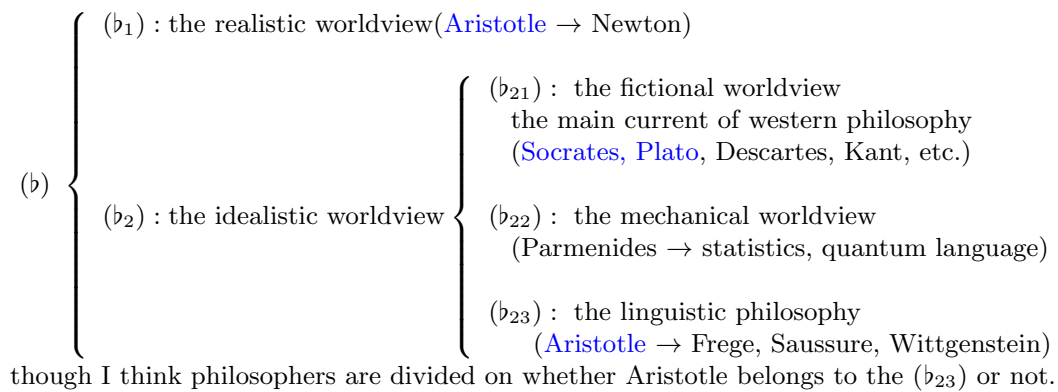 (♭₁) : the realistic worldview(Aristotle → Newton)
(♭₂₁) : the fictional worldview
the main current of western philosophy
(Socrates, Plato, Descartes, Kant, etc.)
(♭)
(♭₂) : the idealistic worldview
(♭₂₂) : the mechanical worldview
(Parmenides → statistics, quantum language)
(♭₂₃) : the linguistic philosophy
(Aristotle → Frege, Saussure, Wittgenstein)
though I think philosophers are divided on whether Aristotle belongs to the (♭₂₃) or not.